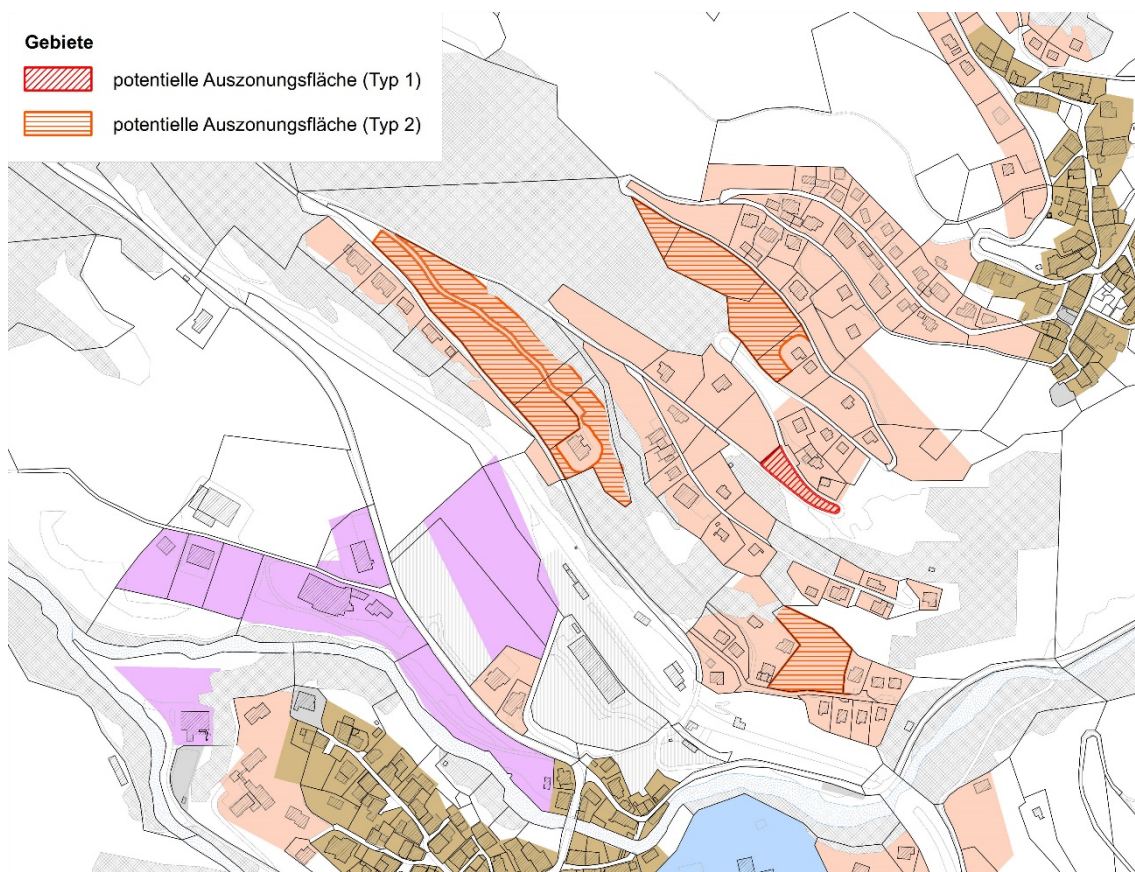 Gebiete
potentielle Auszonungsfläche (Typ 1)
potentielle Auszonungsfläche (Typ 2)